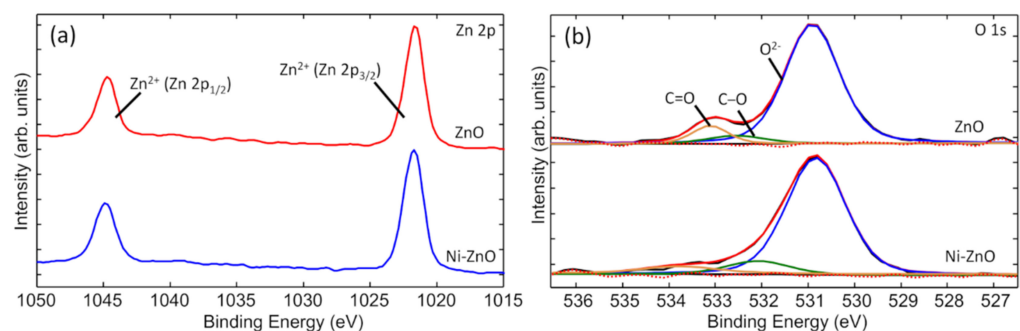 (a)
Zn 2p
Zn²⁺ (Zn 2p₁/₂)
Zn²⁺ (Zn 2p₃/₂)
ZnO
Ni-ZnO
Intensity (arb. units)
1050 1045 1040 1035 1030 1025 1020 1015
Binding Energy (eV)
(b)
O 1s
O²⁻
C=O
C−O
ZnO
Ni-ZnO
Intensity (arb. units)
536 535 534 533 532 531 530 529 528 527
Binding Energy (eV)